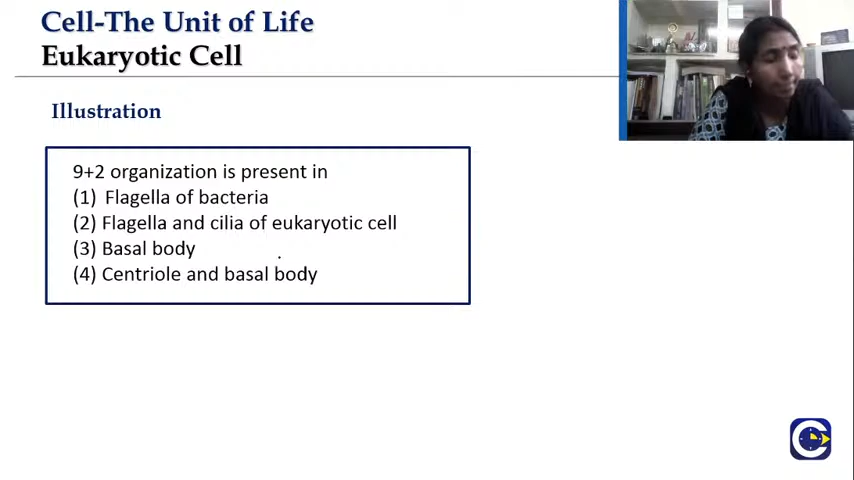 Cell-The Unit of Life
Eukaryotic Cell
Illustration
9+2 organization is present in
(1) Flagella of bacteria
(2) Flagella and cilia of eukaryotic cell
(3) Basal body
(4) Centriole and basal body